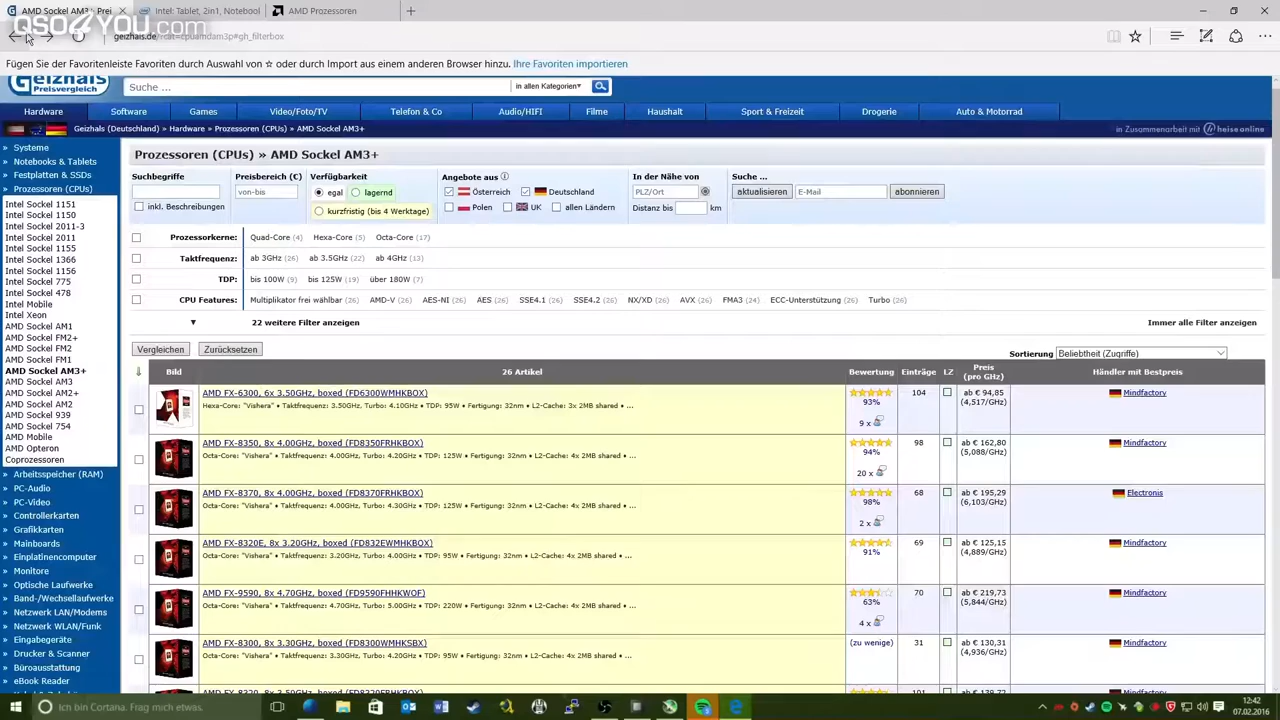 AMD Sockel AM3+ Prei
Intel: Tablet, 2in1, Notebool
AMD Prozessoren
QSO4YOU.com
geizhals.de/?cat=cpuamdam3p#gh_filterbox
Fügen Sie der Favoritenleiste Favoriten durch Auswahl von ☆ oder durch Import aus einem anderen Browser hinzu. Ihre Favoriten importieren
Geizhals
Preisvergleich
Suche ...
in allen Kategorien
Hardware Software Games Video/Foto/TV Telefon & Co Audio/HIFI Filme Haushalt Sport & Freizeit Drogerie Auto & Motorrad
Geizhals (Deutschland) » Hardware » Prozessoren (CPUs) » AMD Sockel AM3+
in Zusammenarbeit mit heise online
» Systeme
» Notebooks & Tablets
» Festplatten & SSDs
» Prozessoren (CPUs)
Intel Sockel 1151
Intel Sockel 1150
Intel Sockel 2011-3
Intel Sockel 2011
Intel Sockel 1155
Intel Sockel 1366
Intel Sockel 1156
Intel Sockel 775
Intel Sockel 478
Intel Mobile
Intel Xeon
AMD Sockel AM1
AMD Sockel FM2+
AMD Sockel FM2
AMD Sockel FM1
AMD Sockel AM3+
AMD Sockel AM3
AMD Sockel AM2+
AMD Sockel AM2
AMD Sockel 939
AMD Sockel 754
AMD Mobile
AMD Opteron
Coprozessoren
» Arbeitsspeicher (RAM)
» PC-Audio
» PC-Video
» Controllerkarten
» Grafikkarten
» Mainboards
» Einplatinencomputer
» Monitore
» Optische Laufwerke
» Band-/Wechsellaufwerke
» Netzwerk LAN/Modems
» Netzwerk WLAN/Funk
» Eingabegeräte
» Drucker & Scanner
» Büroausstattung
» eBook Reader
Prozessoren (CPUs) » AMD Sockel AM3+
Suchbegriffe
inkl. Beschreibungen
Preisbereich (€)
von-bis
Verfügbarkeit
egal lagernd
kurzfristig (bis 4 Werktage)
Angebote aus
Österreich Deutschland
Polen UK allen Ländern
In der Nähe von
PLZ/Ort
Distanz bis km
Suche ...
aktualisieren E-Mail abonnieren
Prozessorkerne: Quad-Core (4) Hexa-Core (5) Octa-Core (17)
Taktfrequenz: ab 3GHz (26) ab 3.5GHz (22) ab 4GHz (13)
TDP: bis 100W (9) bis 125W (19) über 180W (7)
CPU Features: Multiplikator frei wählbar (26) AMD-V (26) AES-NI (26) AES (26) SSE4.1 (26) SSE4.2 (26) NX/XD (26) AVX (26) FMA3 (24) ECC-Unterstützung (26) Turbo (26)
22 weitere Filter anzeigen
Immer alle Filter anzeigen
Vergleichen Zurücksetzen
Sortierung Beliebtheit (Zugriffe)
Bild 26 Artikel Bewertung Einträge LZ Preis (pro GHz) Händler mit Bestpreis
AMD FX-6300, 6x 3.50GHz, boxed (FD6300WMHKBOX)
Hexa-Core: "Vishera" • Taktfrequenz: 3.50GHz, Turbo: 4.10GHz • TDP: 95W • Fertigung: 32nm • L2-Cache: 3x 2MB shared • ...
93%
9 x
104
ab € 94,85
(4,517/GHz)
Mindfactory
AMD FX-8350, 8x 4.00GHz, boxed (FD8350FRHKBOX)
Octa-Core: "Vishera" • Taktfrequenz: 4.00GHz, Turbo: 4.20GHz • TDP: 125W • Fertigung: 32nm • L2-Cache: 4x 2MB shared • ...
94%
20 x
98
ab € 162,80
(5,088/GHz)
Mindfactory
AMD FX-8370, 8x 4.00GHz, boxed (FD8370FRHKBOX)
Octa-Core: "Vishera" • Taktfrequenz: 4.00GHz, Turbo: 4.30GHz • TDP: 125W • Fertigung: 32nm • L2-Cache: 4x 2MB shared • ...
98%
2 x
68
ab € 195,29
(6,103/GHz)
Electronis
AMD FX-8320E, 8x 3.20GHz, boxed (FD832EWMHKBOX)
Octa-Core: "Vishera" • Taktfrequenz: 3.20GHz, Turbo: 4.00GHz • TDP: 95W • Fertigung: 32nm • L2-Cache: 4x 2MB shared • ...
91%
69
ab € 125,15
(4,889/GHz)
Mindfactory
AMD FX-9590, 8x 4.70GHz, boxed (FD9590FHHKWOF)
Octa-Core: "Vishera" • Taktfrequenz: 4.70GHz, Turbo: 5.00GHz • TDP: 220W • Fertigung: 32nm • L2-Cache: 4x 2MB shared • ...
63%
4 x
70
ab € 219,73
(5,844/GHz)
Mindfactory
AMD FX-8300, 8x 3.30GHz, boxed (FD8300WMHKSBX)
Octa-Core: "Vishera" • Taktfrequenz: 3.30GHz, Turbo: 4.20GHz • TDP: 95W • Fertigung: 32nm • L2-Cache: 4x 2MB shared • ...
(zu wenige)
31
ab € 130,31
(4,936/GHz)
Mindfactory
Ich bin Cortana. Frag mich etwas.
12:42
07.02.2016